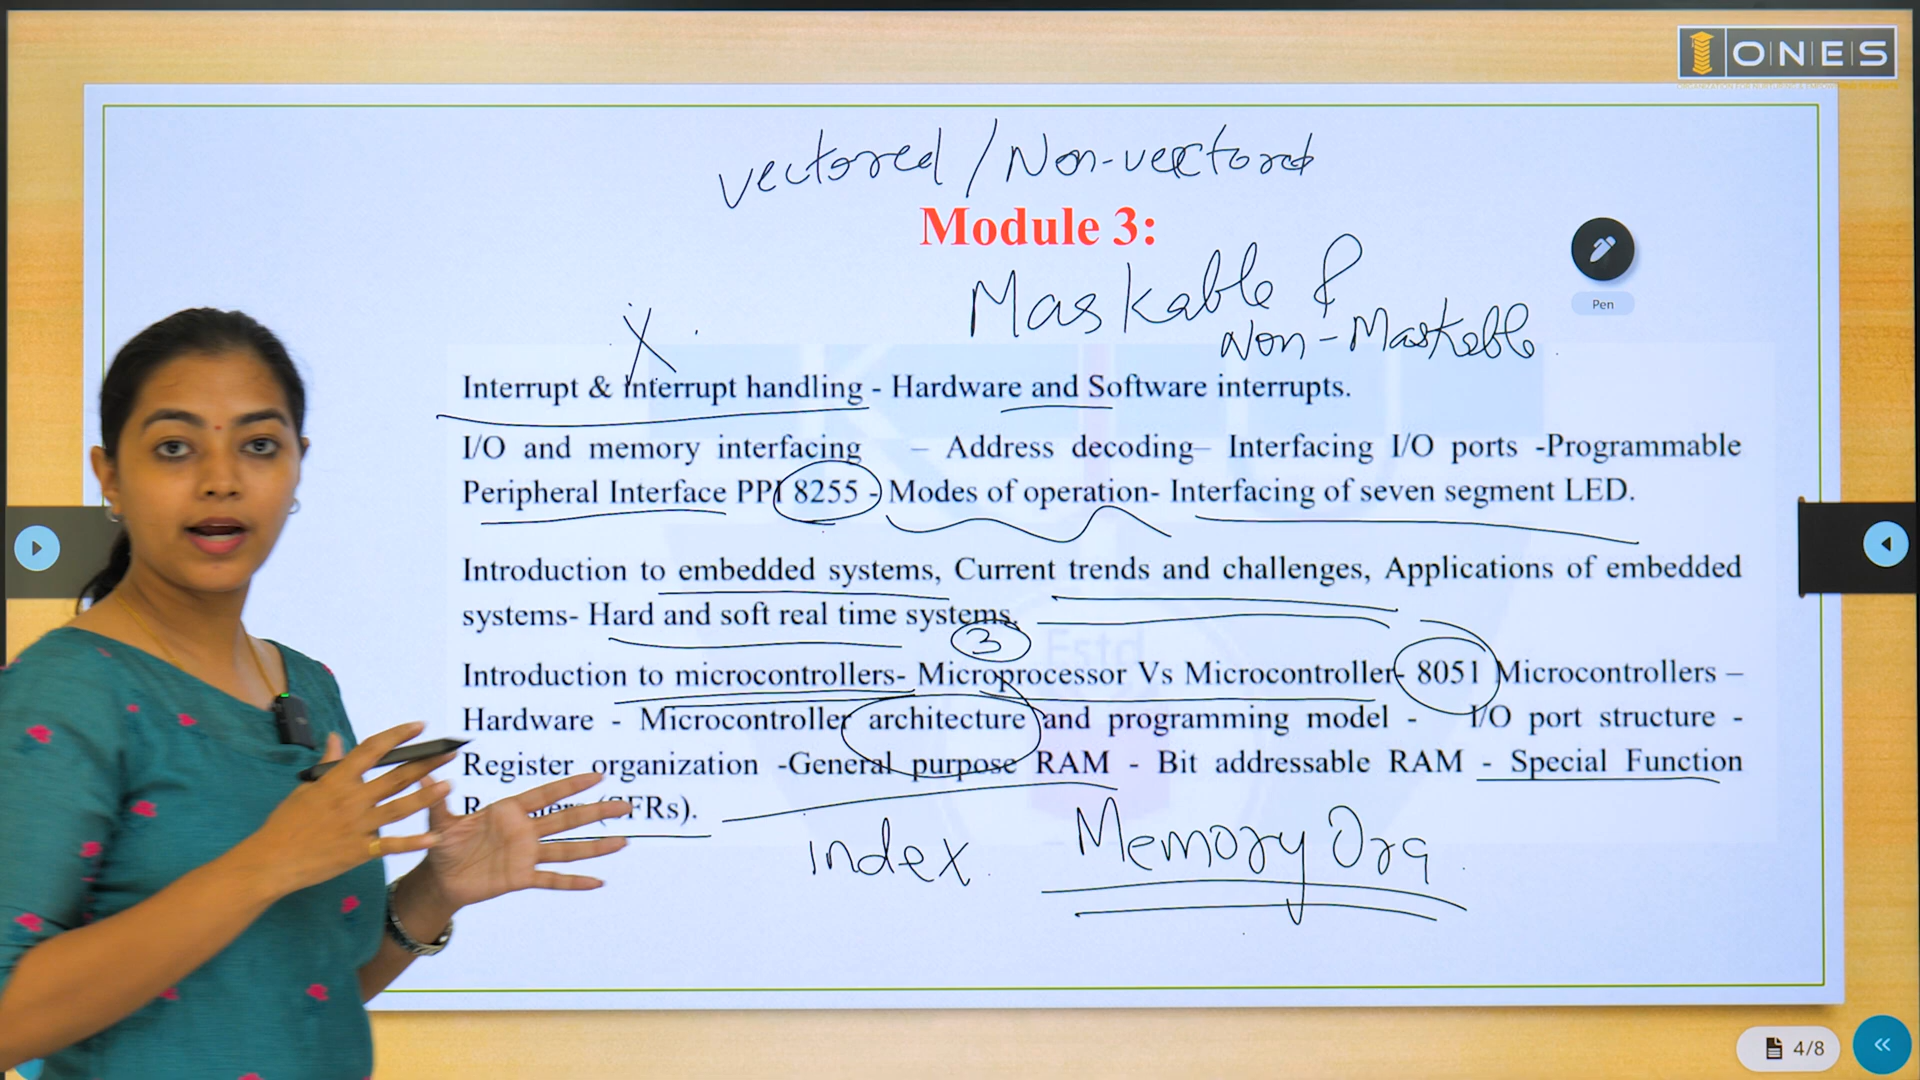 ONES
vectored / Non-vectored
Module 3:
Maskable &
Non-Maskable
Pen
X
Interrupt & Interrupt handling - Hardware and Software interrupts.
I/O and memory interfacing – Address decoding– Interfacing I/O ports -Programmable
Peripheral Interface PPI 8255 - Modes of operation- Interfacing of seven segment LED.
Introduction to embedded systems, Current trends and challenges, Applications of embedded
systems- Hard and soft real time systems.
3
Estd
Introduction to microcontrollers- Microprocessor Vs Microcontroller- 8051 Microcontrollers –
Hardware - Microcontroller architecture and programming model - I/O port structure -
Register organization -General purpose RAM - Bit addressable RAM - Special Function
(SFRs).
index Memory Org
4/8